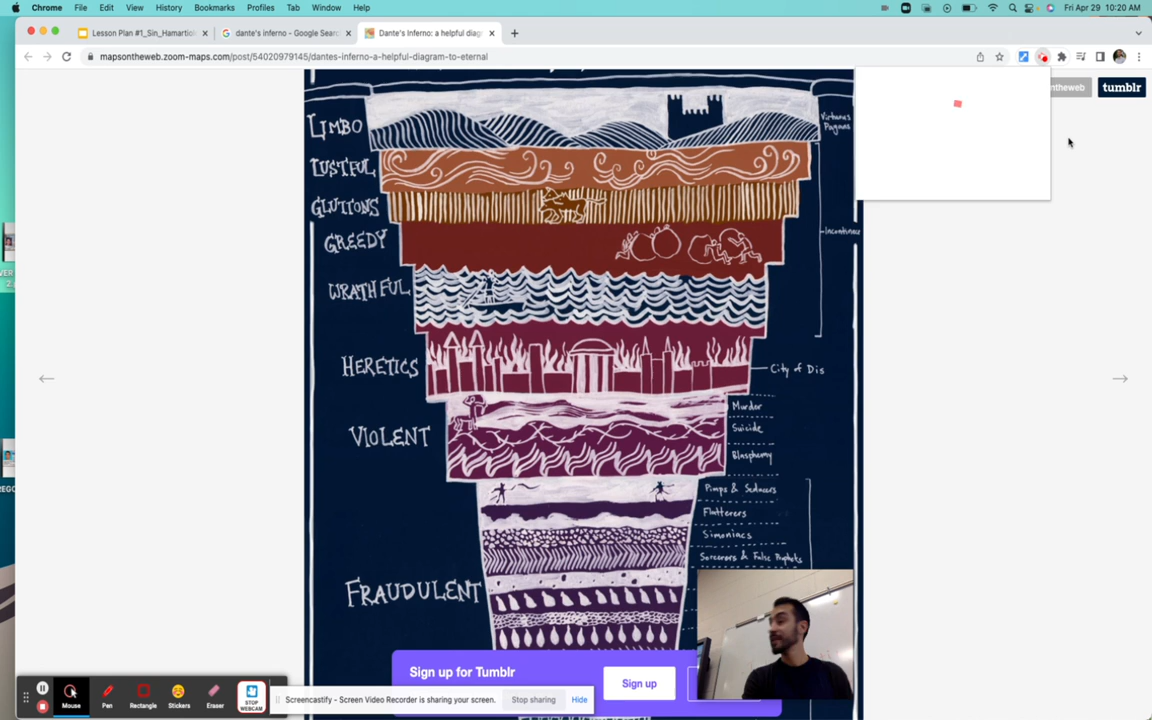 Chrome File Edit View History Bookmarks Profiles Tab Window Help
Fri Apr 29 10:20 AM
Lesson Plan #1_Sin_Hamartio
dante's inferno - Google Sear
Dante's Inferno: a helpful diag
mapsontheweb.zoom-maps.com/post/54020979145/dantes-inferno-a-helpful-diagram-to-eternal
ntheweb
tumblr
LIMBO
Virtuous
Pagans
LUSTFUL
GLUTTONS
Incontinence
GREEDY
WRATHFUL
HERETICS
City of Dis
Murder
VIOLENT
Suicide
Blasphemy
Pimps & Seducers
Flatterers
Simoniacs
Sorcerers & False Prophets
FRAUDULENT
Sign up for Tumblr
Sign up
Mouse
Pen
Rectangle
Stickers
Eraser
STOP
WEBCAM
Screencastify - Screen Video Recorder is sharing your screen.
Stop sharing
Hide